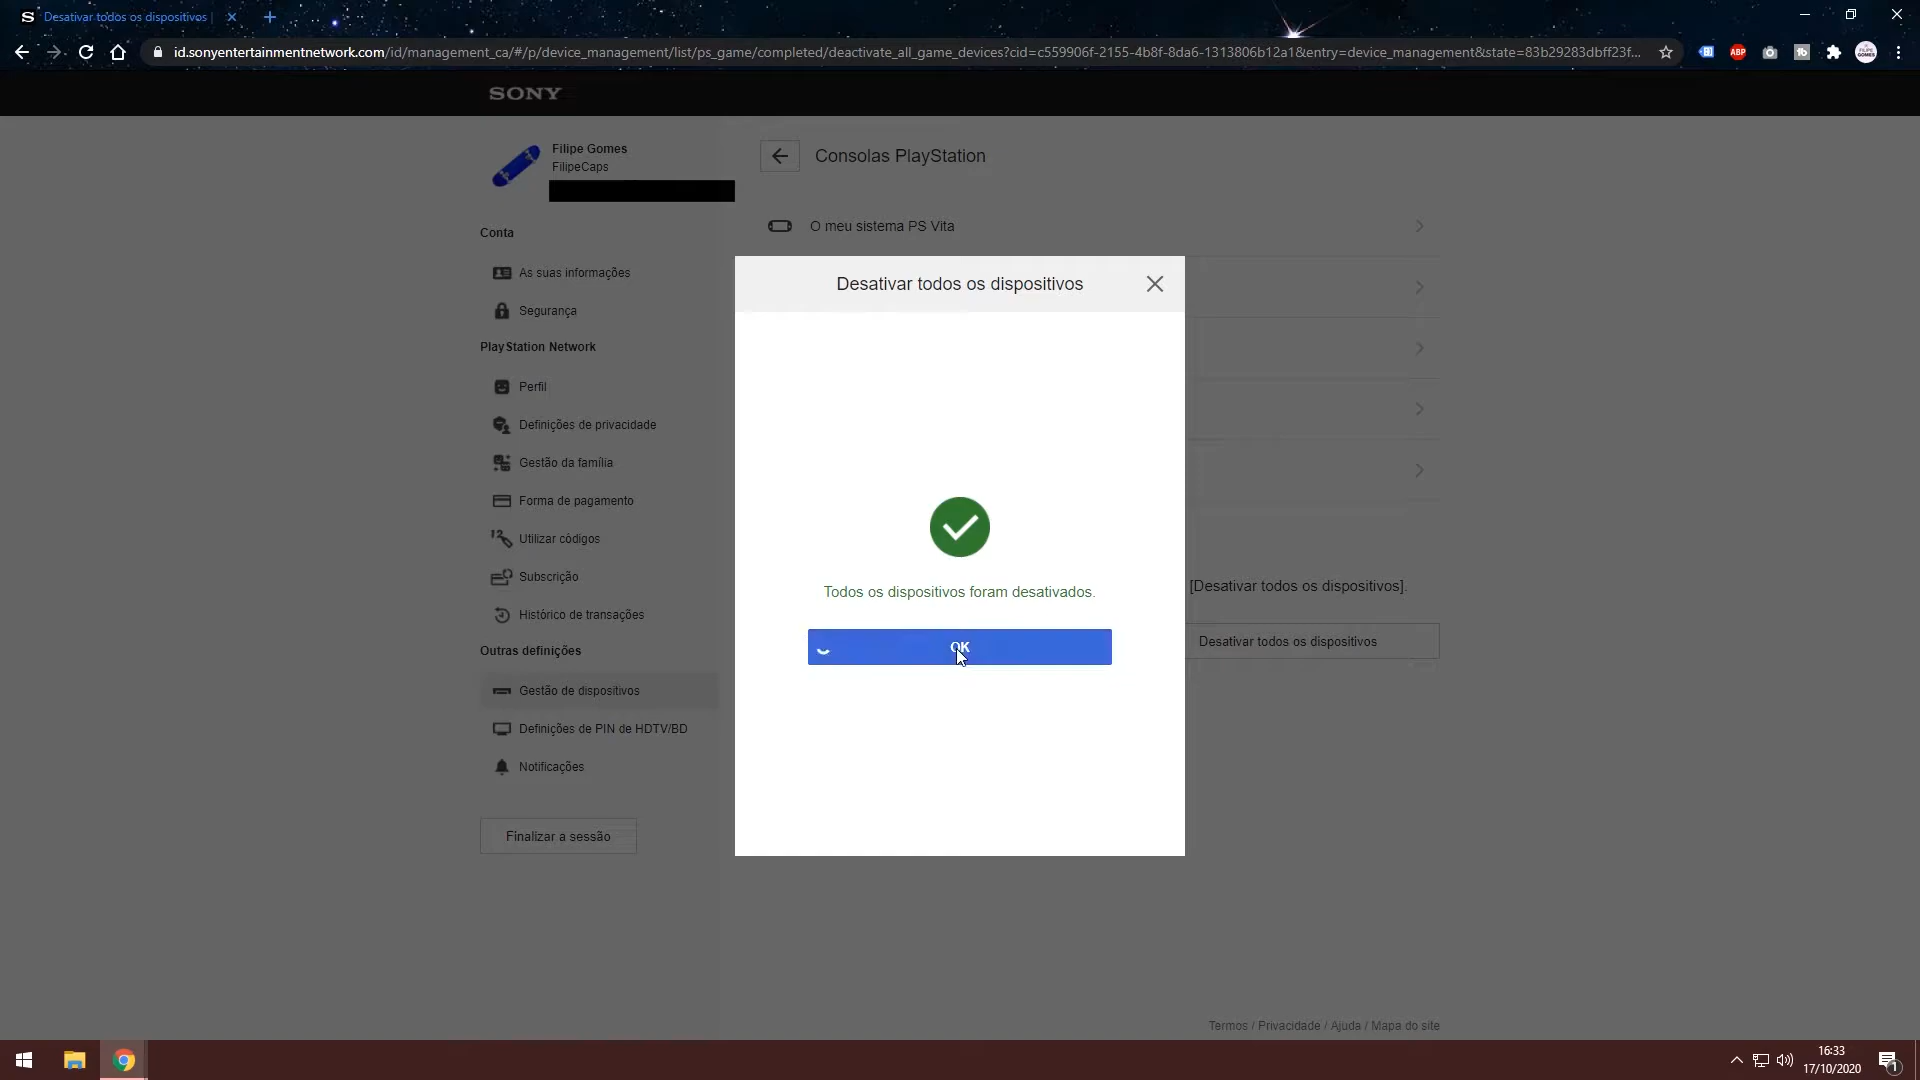 Desativar todos os dispositivos |
id.sonyentertainmentnetwork.com/id/management_ca/#/p/device_management/list/ps_game/completed/deactivate_all_game_devices?cid=c559906f-2155-4b8f-8da6-1313806b12a1&entry=device_management&state=83b29283dbff23f...
ABP
SONY
Filipe Gomes
FilipeCaps
Conta
As suas informações
Segurança
PlayStation Network
Perfil
Definições de privacidade
Gestão da família
Forma de pagamento
Utilizar códigos
Subscrição
Histórico de transações
Outras definições
Gestão de dispositivos
Definições de PIN de HDTV/BD
Notificações
Finalizar a sessão
Consolas PlayStation
O meu sistema PS Vita
Desativar todos os dispositivos
Todos os dispositivos foram desativados.
OK
[Desativar todos os dispositivos].
Desativar todos os dispositivos
Termos / Privacidade / Ajuda / Mapa do site
16:33
17/10/2020
1